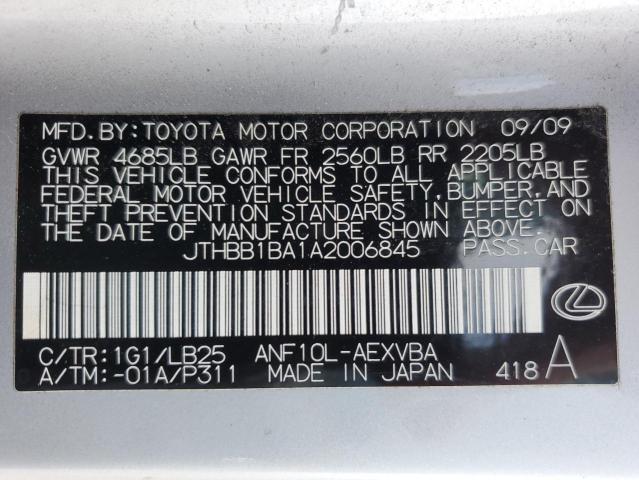 MFD.BY:TOYOTA MOTOR CORPORATION 09/09
GVWR 4685LB GAWR FR 2560LB RR 2205LB
THIS VEHICLE CONFORMS TO ALL APPLICABLE
FEDERAL MOTOR VEHICLE SAFETY,BUMPER,AND
THEFT PREVENTION STANDARDS IN EFFECT ON
THE DATE OF MANUFACTURE SHOWN ABOVE.
JTHBB1BA1A2006845 PASS.CAR
C/TR:1G1/LB25 ANF10L-AEXVBA
A/TM:-01A/P311 MADE IN JAPAN 418 A